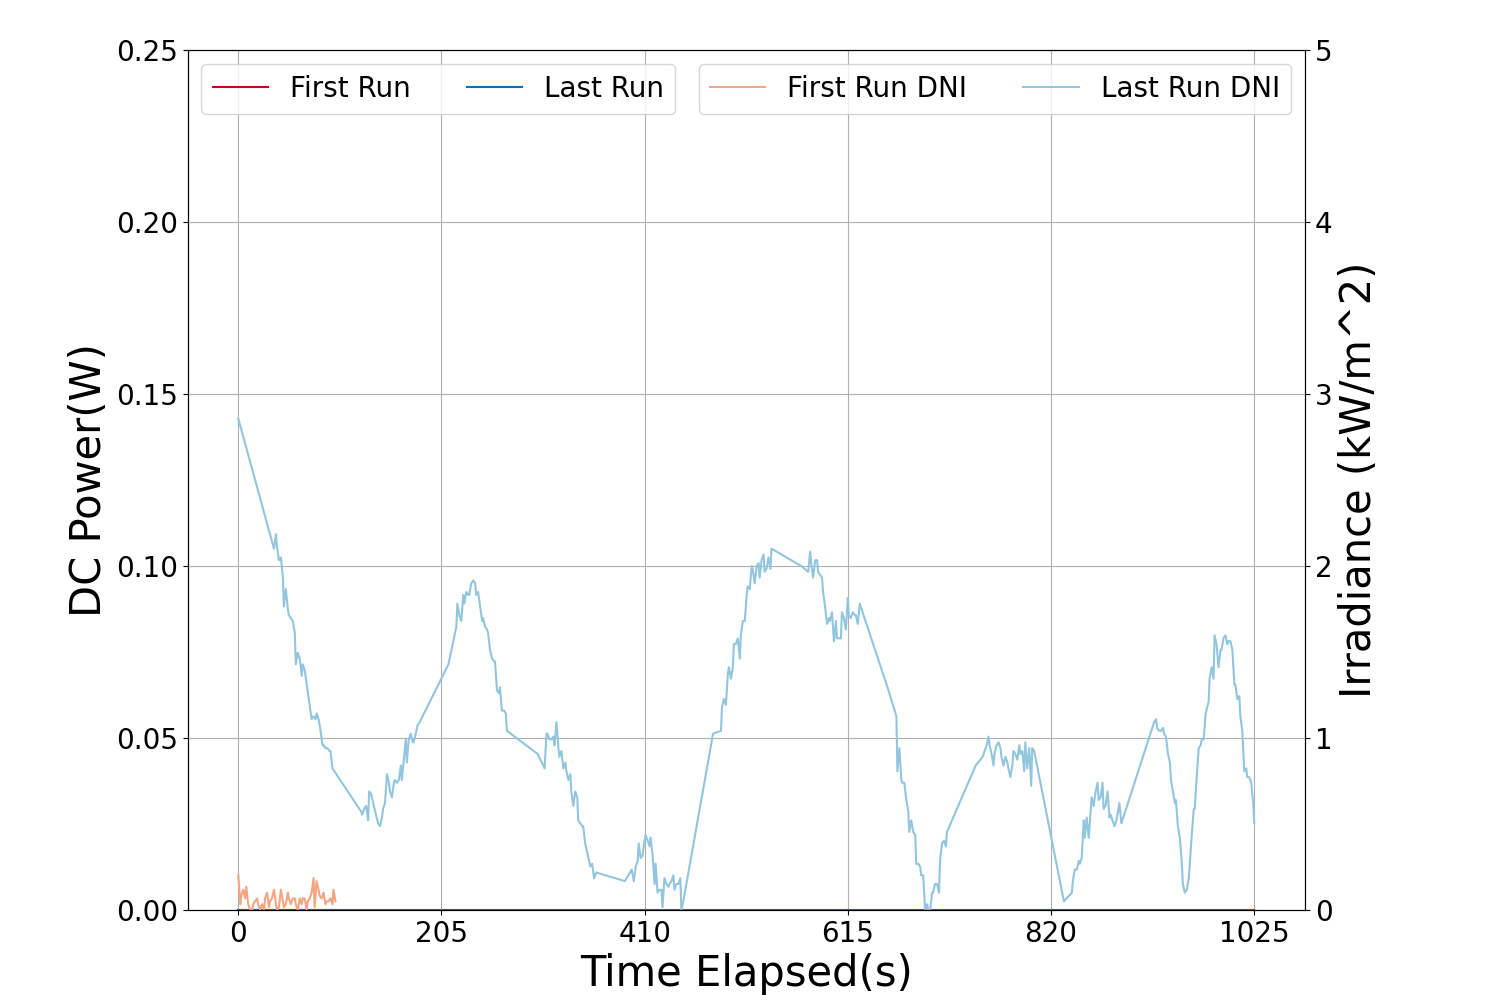 First Run Last Run First Run DNI Last Run DNI
DC Power(W)
0.25
0.20
0.15
0.10
0.05
0.00
5
4
3
2
1
0
Irradiance (kW/m^2)
0 205 410 615 820 1025
Time Elapsed(s)